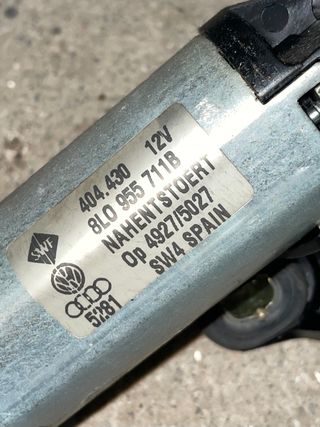 404.430 12V
8L0 955 711B
NAHENTSTOERT
Op 4927/5027
SW4 SPAIN
SWF
5281